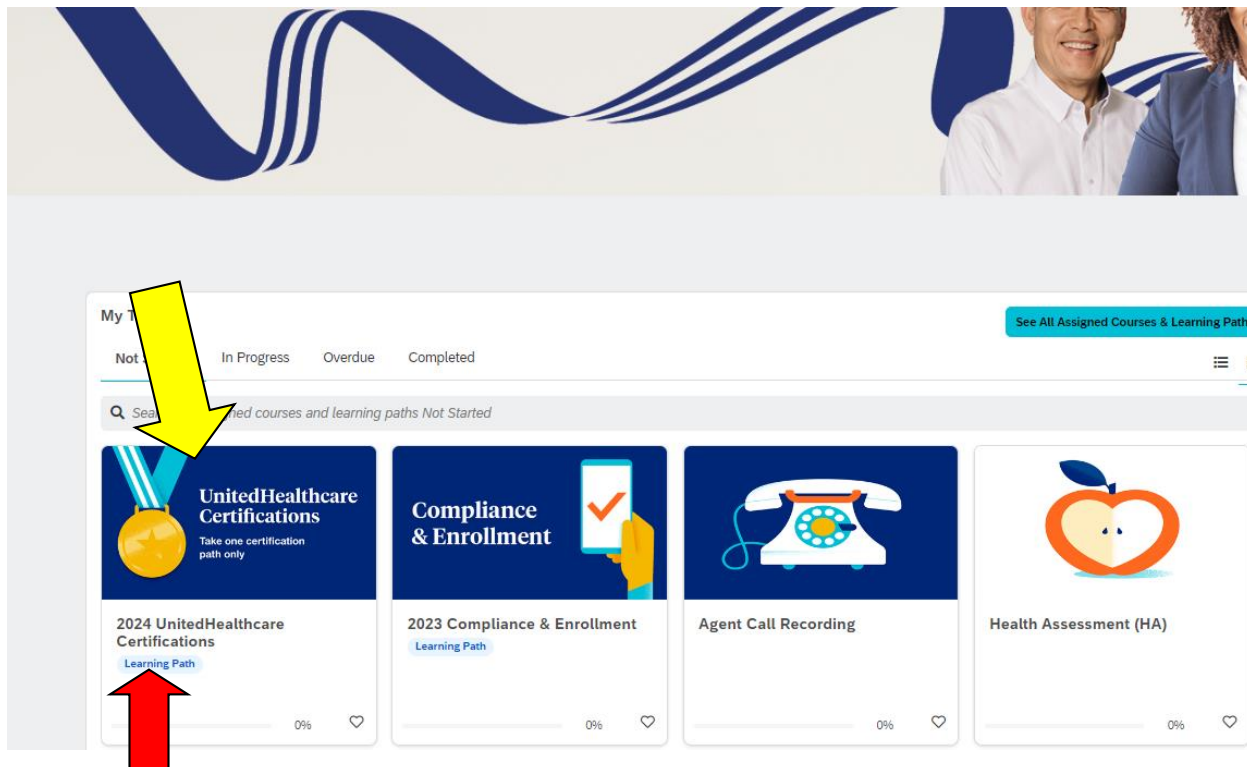 My
See All Assigned Courses & Learning Path
Not
In Progress
Overdue
Completed
courses and learning paths Not Started
UnitedHealthcare
Certifications
Take one certification
path only
Compliance
& Enrollment
2024 UnitedHealthcare
Certifications
Learning Path
0%
2023 Compliance & Enrollment
Learning Path
0%
Agent Call Recording
0%
Health Assessment (HA)
0%